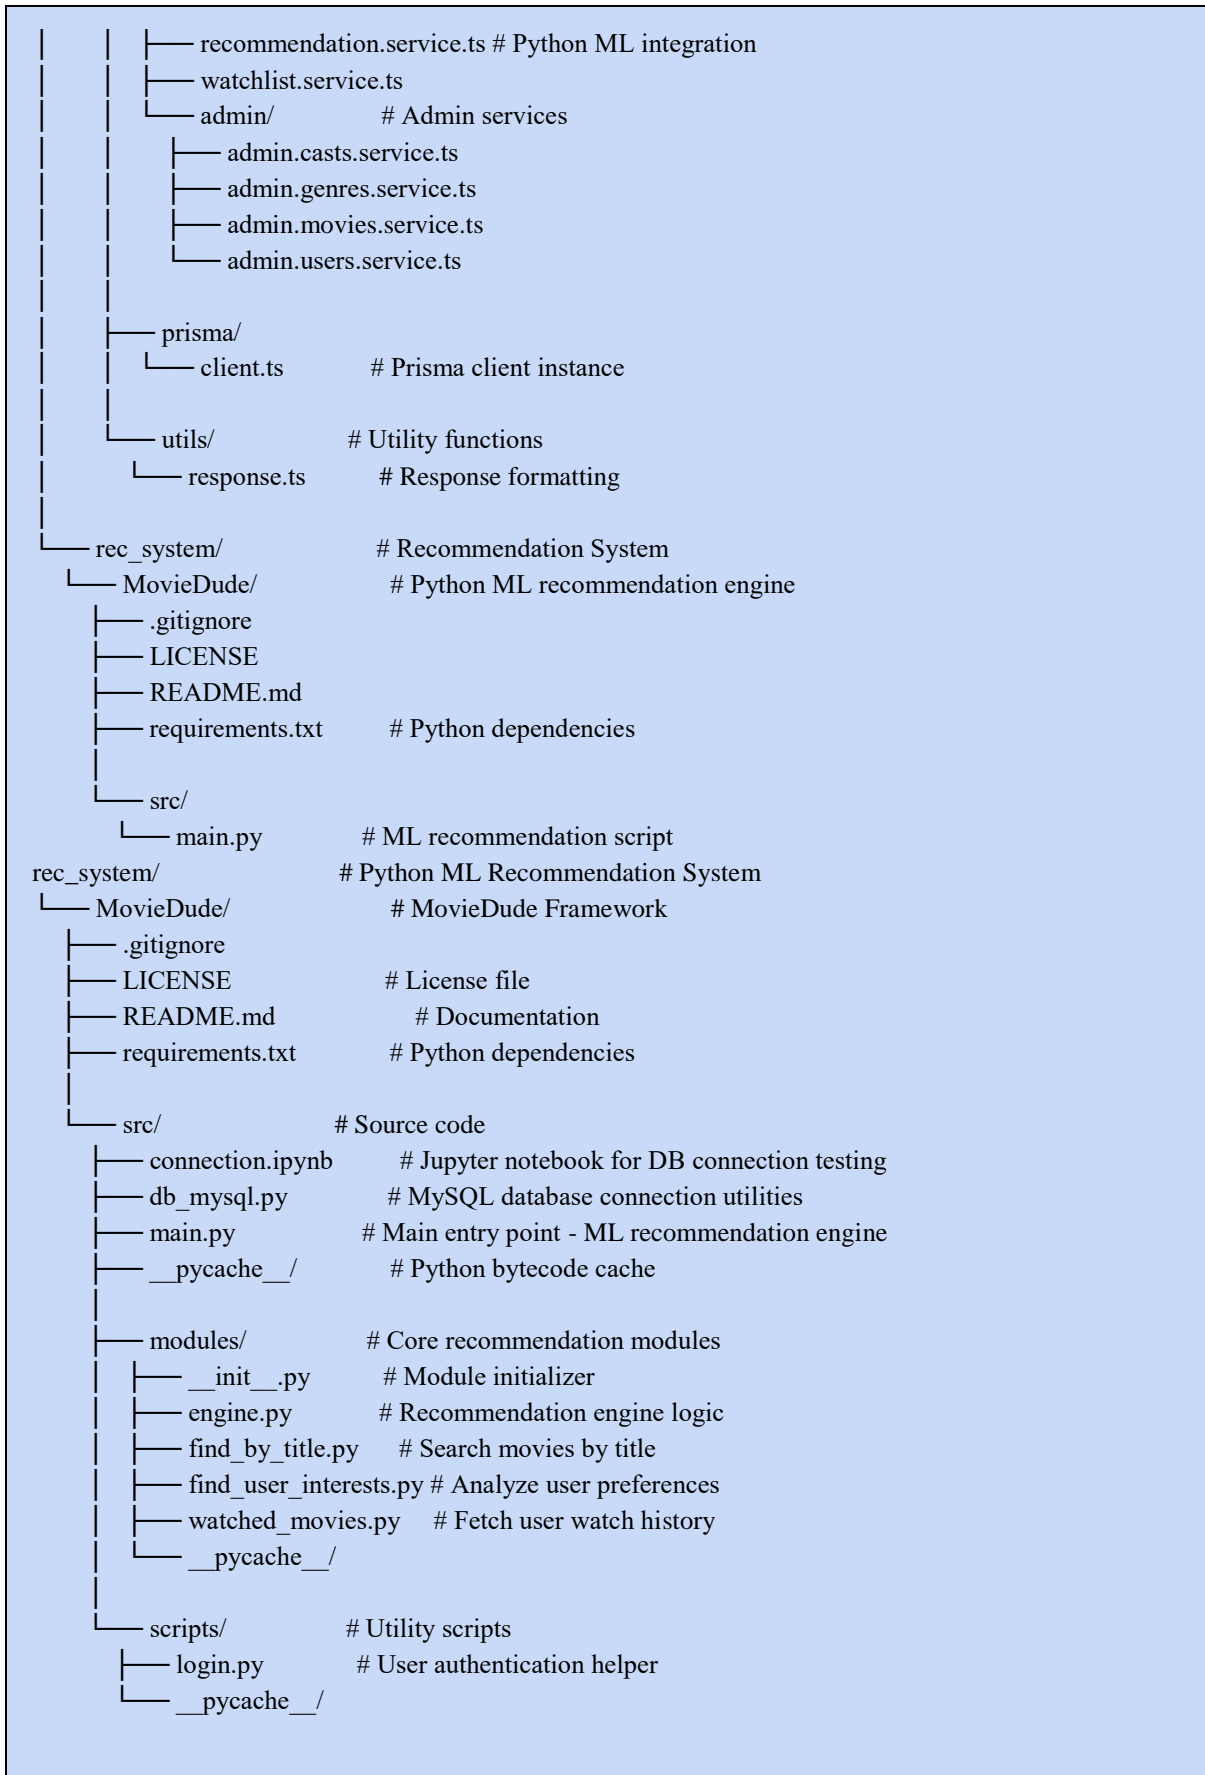 │ │ ├── recommendation.service.ts # Python ML integration
│ │ ├── watchlist.service.ts
│ │ └── admin/ # Admin services
│ │ ├── admin.casts.service.ts
│ │ ├── admin.genres.service.ts
│ │ ├── admin.movies.service.ts
│ │ └── admin.users.service.ts
│ │
│ ├── prisma/
│ │ └── client.ts # Prisma client instance
│ │
│ └── utils/ # Utility functions
│ └── response.ts # Response formatting
│
└── rec_system/ # Recommendation System
└── MovieDude/ # Python ML recommendation engine
├── .gitignore
├── LICENSE
├── README.md
├── requirements.txt # Python dependencies
│
└── src/
└── main.py # ML recommendation script
rec_system/ # Python ML Recommendation System
└── MovieDude/ # MovieDude Framework
├── .gitignore
├── LICENSE # License file
├── README.md # Documentation
├── requirements.txt # Python dependencies
│
└── src/ # Source code
├── connection.ipynb # Jupyter notebook for DB connection testing
├── db_mysql.py # MySQL database connection utilities
├── main.py # Main entry point - ML recommendation engine
├── __pycache__/ # Python bytecode cache
│
├── modules/ # Core recommendation modules
│ ├── __init__.py # Module initializer
│ ├── engine.py # Recommendation engine logic
│ ├── find_by_title.py # Search movies by title
│ ├── find_user_interests.py # Analyze user preferences
│ ├── watched_movies.py # Fetch user watch history
│ └── __pycache__/
│
└── scripts/ # Utility scripts
├── login.py # User authentication helper
└── __pycache__/